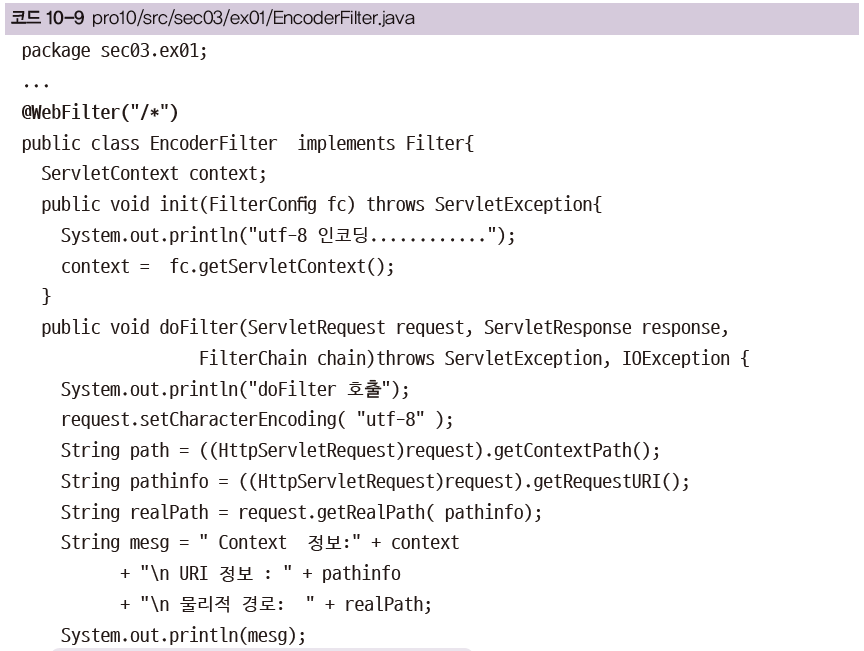 코드 10-9 pro10/src/sec03/ex01/EncoderFilter.java
package sec03.ex01;
...
@WebFilter("/*")
public class EncoderFilter  implements Filter{
  ServletContext context;
  public void init(FilterConfig fc) throws ServletException{
    System.out.println("utf-8 인코딩............");
    context =  fc.getServletContext();
  }
  public void doFilter(ServletRequest request, ServletResponse response,
                  FilterChain chain)throws ServletException, IOException {
    System.out.println("doFilter 호출");
    request.setCharacterEncoding( "utf-8" );
    String path = ((HttpServletRequest)request).getContextPath();
    String pathinfo = ((HttpServletRequest)request).getRequestURI();
    String realPath = request.getRealPath( pathinfo);
    String mesg = " Context  정보:" + context
          + "\n URI 정보 : " + pathinfo
          + "\n 물리적 경로:  " + realPath;
    System.out.println(mesg);